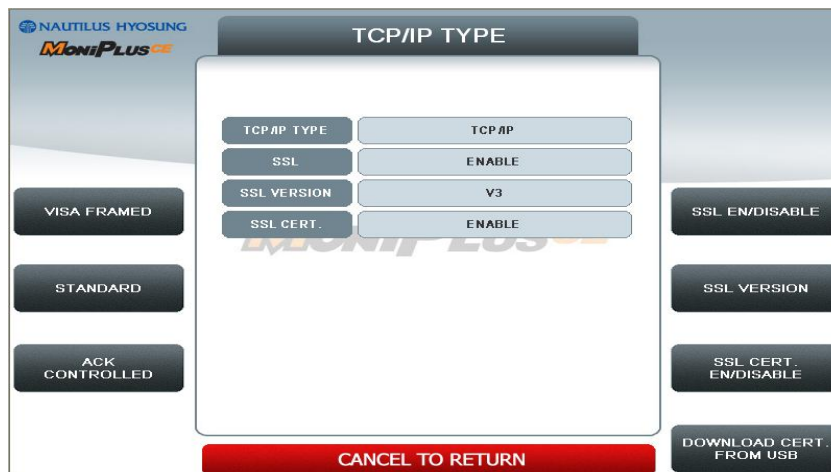 NAUTILUS HYOSUNG
MoniPlusCE
TCP/IP TYPE
TCP/IP TYPE
TCP/IP
SSL
ENABLE
SSL VERSION
V3
SSL CERT.
ENABLE
MoniPlusCE
VISA FRAMED
STANDARD
ACK
CONTROLLED
SSL EN/DISABLE
SSL VERSION
SSL CERT.
EN/DISABLE
DOWNLOAD CERT.
FROM USB
CANCEL TO RETURN